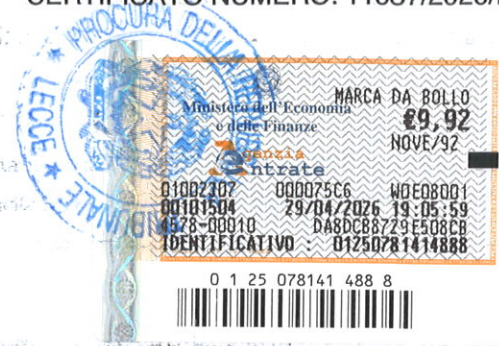 CERTIFICATO NUMERO:
PROCURA DELLA
LECCE * TRIBUNALE *
Ministero dell'Economia
e delle Finanze
MARCA DA BOLLO
€9,92
NOVE/92
Agenzia
Entrate
01002307 000075C6 W0E08001
00101504 29/04/2026 19:05:59
4578-00010 DA8DCB8729E508CB
IDENTIFICATIVO : 01250781414888
0 1 25 078141 488 8